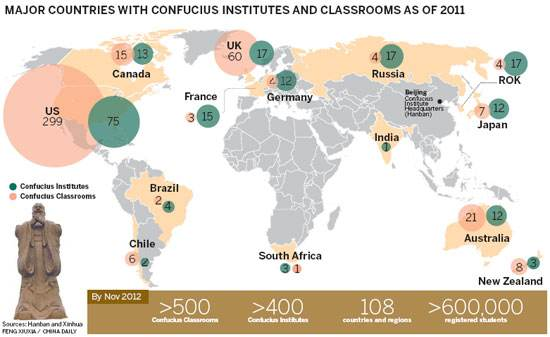 MAJOR COUNTRIES WITH CONFUCIUS INSTITUTES AND CLASSROOMS AS OF 2011
15
13
Canada
UK
60
17
4
17
Russia
4
17
ROK
US
299
75
France
3
15
4
12
Germany
Beijing
Confucius
Institute
Headquarters
(Hanban)
7
12
Japan
India
1
Confucius Institutes
Confucius Classrooms
Brazil
2
4
Chile
6
2
South Africa
3
1
21
12
Australia
8
3
New Zealand
By Nov 2012
>500
Confucius Classrooms
>400
Confucius Institutes
108
countries and regions
>600,000
registered students
Sources: Hanban and Xinhua
FENG XIUXIA / CHINA DAILY